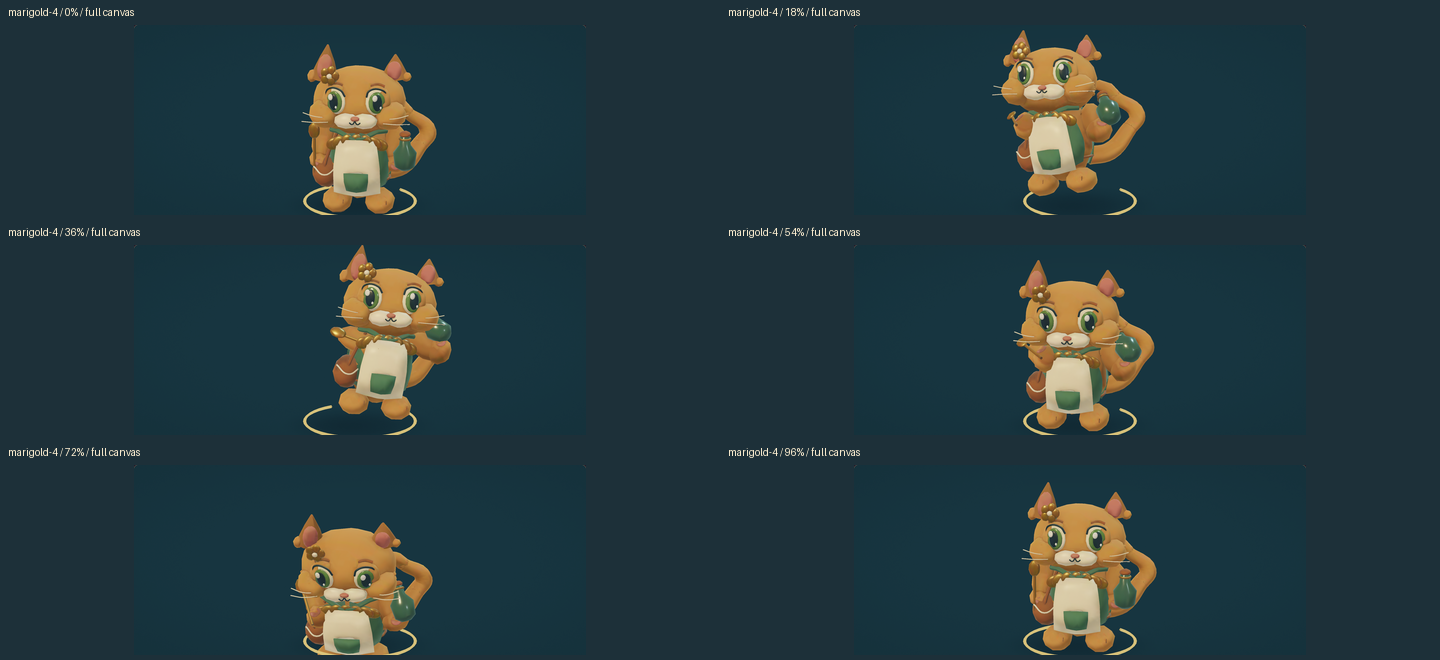 marigold-4 / 0% / full canvas
marigold-4 / 18% / full canvas
marigold-4 / 36% / full canvas
marigold-4 / 54% / full canvas
marigold-4 / 72% / full canvas
marigold-4 / 96% / full canvas